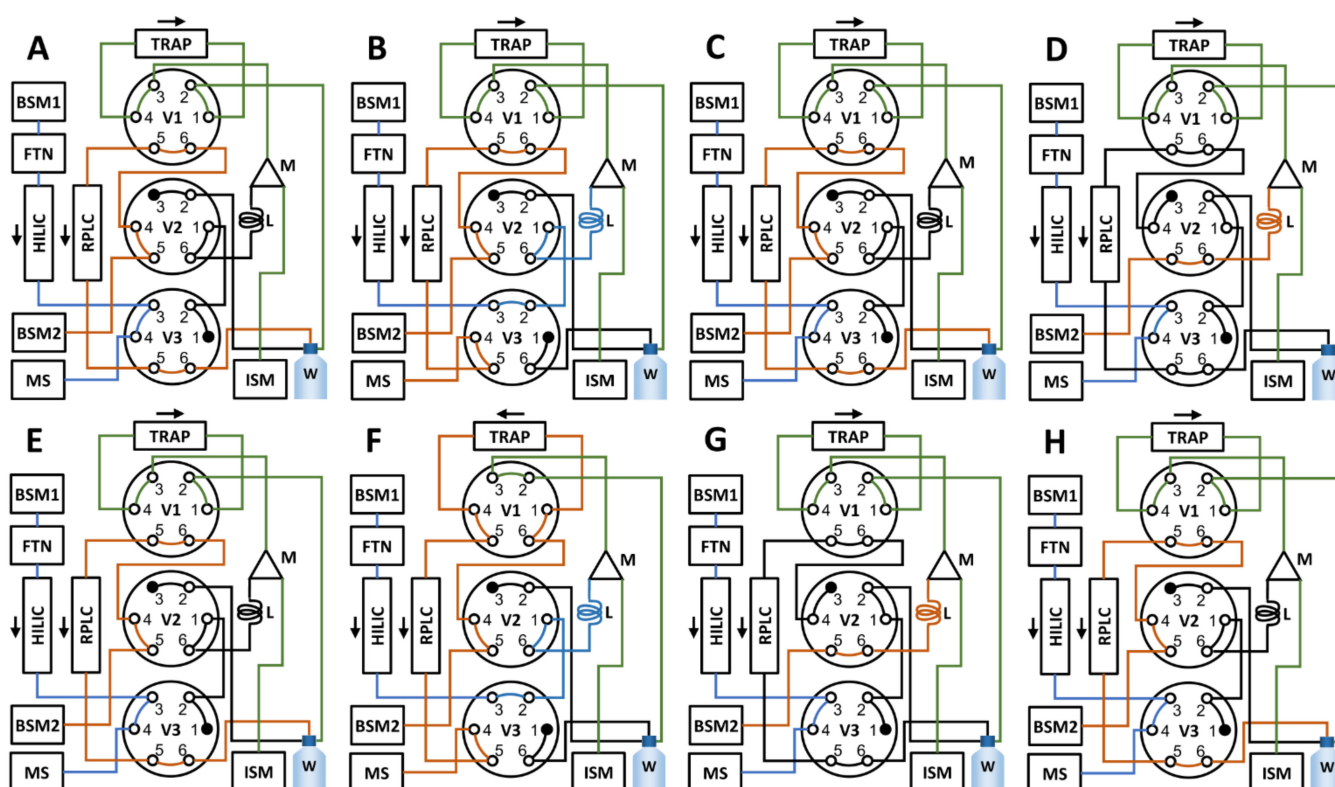 A B C D
TRAP TRAP TRAP TRAP
BSM1 3 2 BSM1 3 2 BSM1 3 2 BSM1 3 2
4 V1 1 4 V1 1 4 V1 1 4 V1 1
FTN 5 6 M FTN 5 6 M FTN 5 6 M FTN 5 6 M
HILIC RPLC 3 2 HILIC RPLC 3 2 HILIC RPLC 3 2 HILIC RPLC 3 2
4 V2 1 L 4 V2 1 L 4 V2 1 L 4 V2 1 L
5 6 5 6 5 6 5 6
3 2 3 2 3 2 3 2
BSM2 4 V3 1 BSM2 4 V3 1 BSM2 4 V3 1 BSM2 4 V3 1
MS 5 6 ISM W MS 5 6 ISM W MS 5 6 ISM W MS 5 6 ISM W
E F G H
TRAP TRAP TRAP TRAP
BSM1 3 2 BSM1 3 2 BSM1 3 2 BSM1 3 2
4 V1 1 4 V1 1 4 V1 1 4 V1 1
FTN 5 6 M FTN 5 6 M FTN 5 6 M FTN 5 6 M
HILIC RPLC 3 2 HILIC RPLC 3 2 HILIC RPLC 3 2 HILIC RPLC 3 2
4 V2 1 L 4 V2 1 L 4 V2 1 L 4 V2 1 L
5 6 5 6 5 6 5 6
3 2 3 2 3 2 3 2
BSM2 4 V3 1 BSM2 4 V3 1 BSM2 4 V3 1 BSM2 4 V3 1
MS 5 6 ISM W MS 5 6 ISM W MS 5 6 ISM W MS 5 6 ISM W